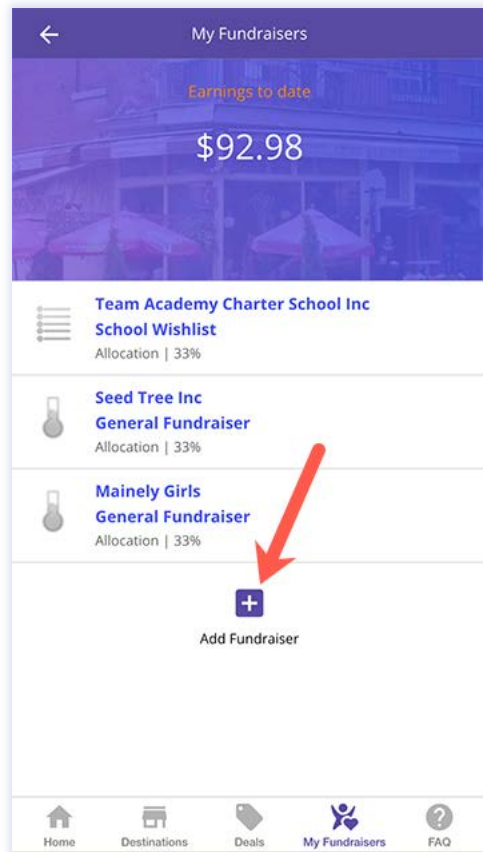 My Fundraisers
Earnings to date
$92.98
Team Academy Charter School Inc
School Wishlist
Allocation | 33%
Seed Tree Inc
General Fundraiser
Allocation | 33%
Mainely Girls
General Fundraiser
Allocation | 33%
Add Fundraiser
Home Destinations Deals My Fundraisers FAQ